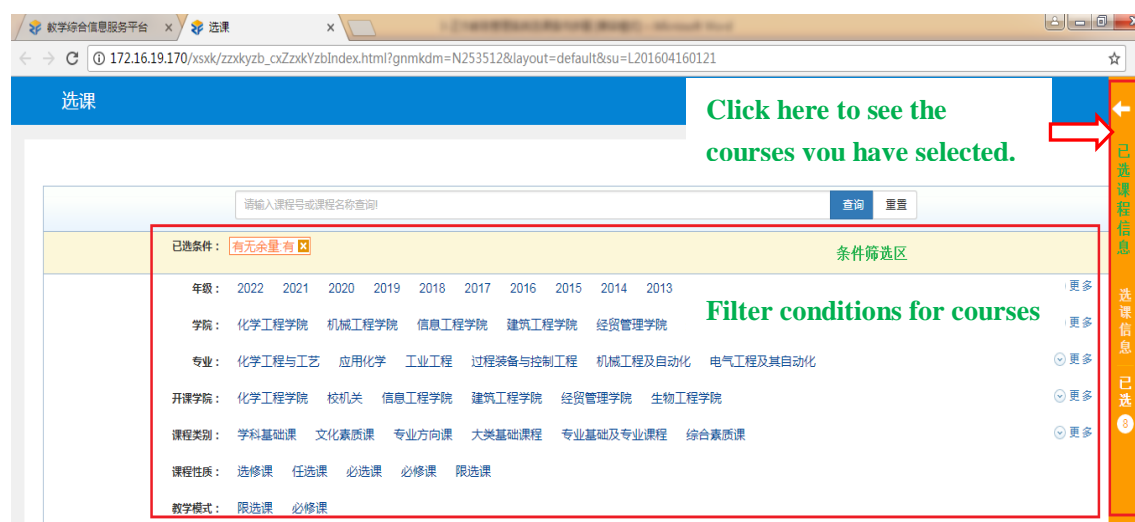 教学综合信息服务平台 × 选课 ×
172.16.19.170/xsxk/zzxkyzb_cxZzxkYzbIndex.html?gnmkdm=N253512&layout=default&su=L201604160121
选课
Click here to see the
courses you have selected.
请输入课程号或课程名称查询! 查询 重置
已选条件： 有无余量:有 x
条件筛选区
年级： 2022 2021 2020 2019 2018 2017 2016 2015 2014 2013 更多
Filter conditions for courses
学院： 化学工程学院 机械工程学院 信息工程学院 建筑工程学院 经贸管理学院 更多
专业： 化学工程与工艺 应用化学 工业工程 过程装备与控制工程 机械工程及自动化 电气工程及其自动化 更多
开课学院： 化学工程学院 校机关 信息工程学院 建筑工程学院 经贸管理学院 生物工程学院 更多
课程类别： 学科基础课 文化素质课 专业方向课 大类基础课程 专业基础及专业课程 综合素质课 更多
课程性质： 选修课 任选课 必选课 必修课 限选课
教学模式： 限选课 必修课
已选课程信息
选课信息
已选 8